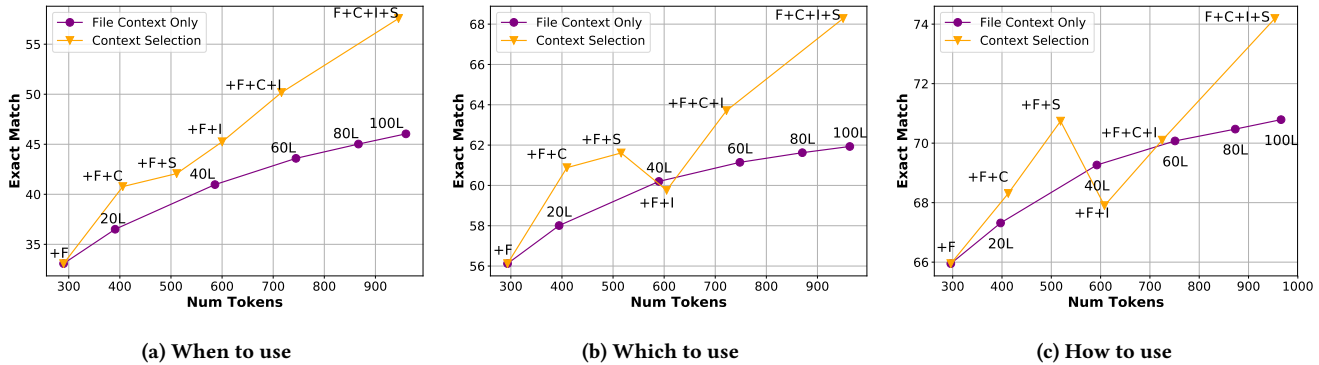 File Context Only
Context Selection
F+C+I+S
+F+C+I
+F+I
+F+S
+F+C
+F
20L
40L
60L
80L
100L
35
40
45
50
55
300
400
500
600
700
800
900
Exact Match
Num Tokens
(a) When to use
File Context Only
Context Selection
F+C+I+S
+F+C+I
+F+S
+F+C
+F+I
+F
20L
40L
60L
80L
100L
56
58
60
62
64
66
68
300
400
500
600
700
800
900
Exact Match
Num Tokens
(b) Which to use
File Context Only
Context Selection
F+C+I+S
+F+S
+F+C+I
+F+C
+F+I
+F
20L
40L
60L
80L
100L
66
68
70
72
74
300
400
500
600
700
800
900
1000
Exact Match
Num Tokens
(c) How to use